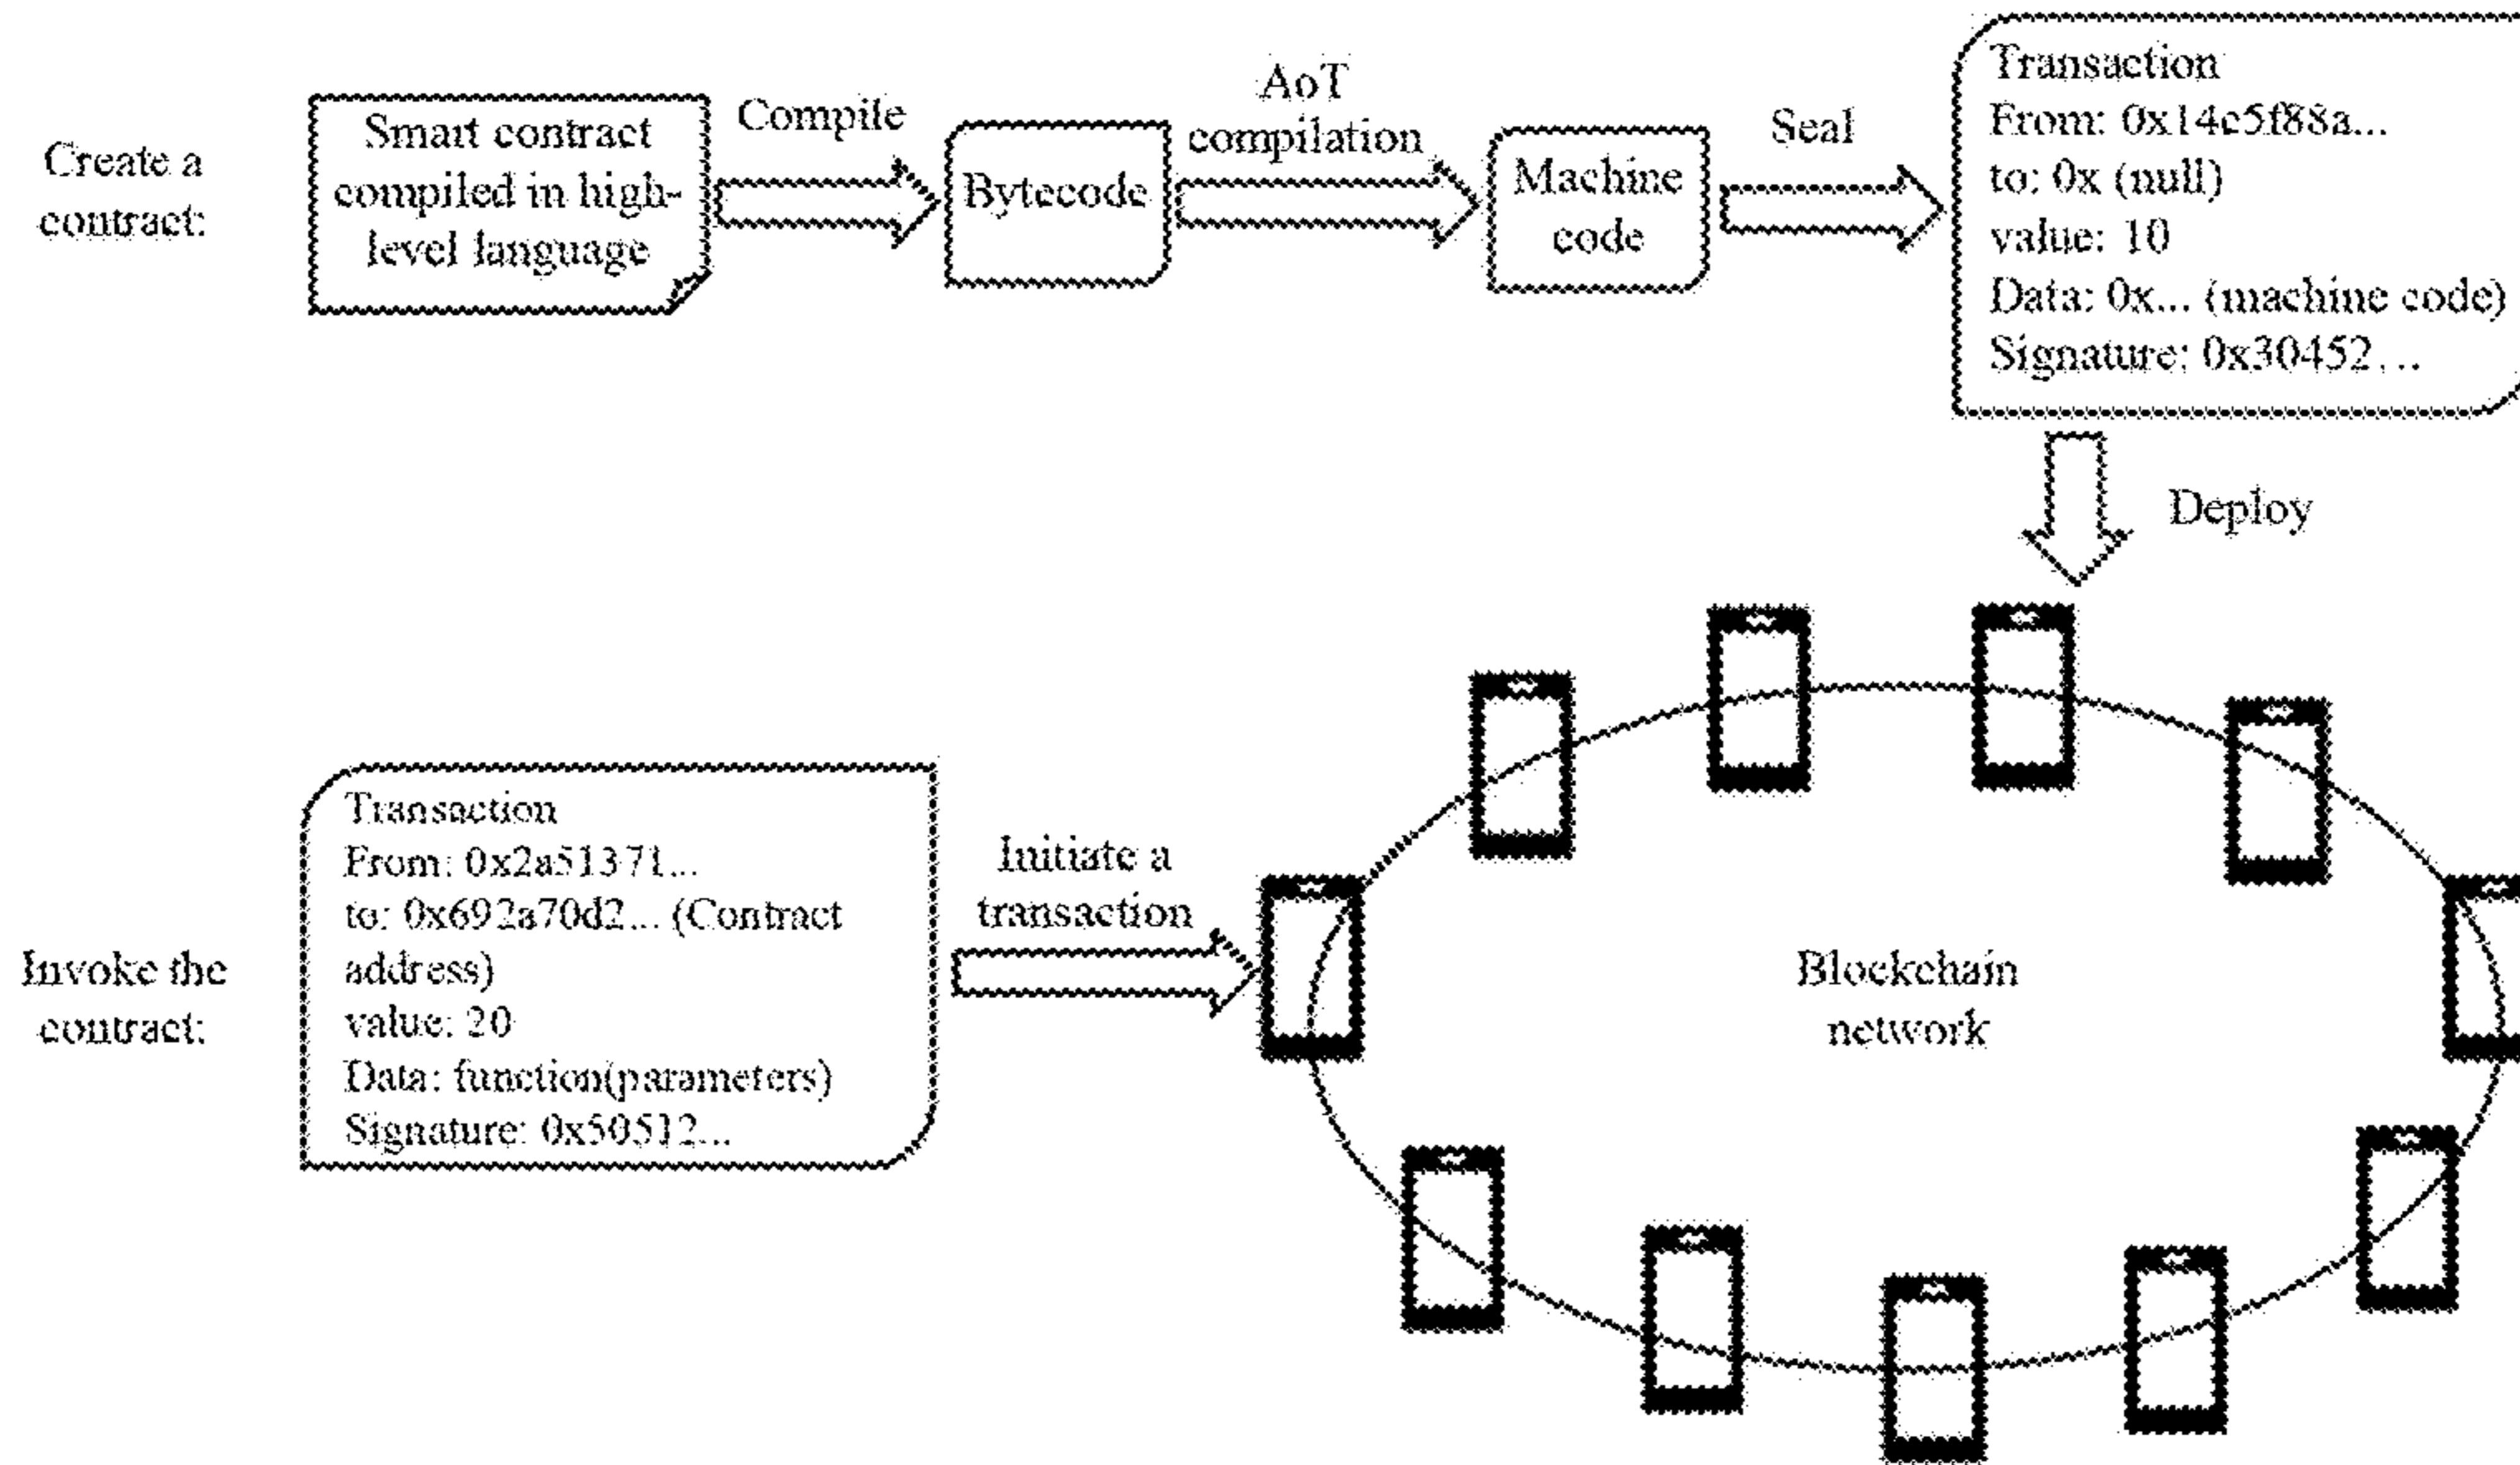 Create a
contract:
Smart contract
compiled in high-
level language
Compile
Bytecode
AoT
compilation
Machine
code
Seal
Transaction
From: 0x14c5f88a...
to: 0x (null)
value: 10
Data: 0x... (machine code)
Signature: 0x30452...
Deploy
Invoke the
contract:
Transaction
From: 0x2a51371...
to: 0x692a70d2... (Contract
address)
value: 20
Data: function(parameters)
Signature: 0x50512...
Initiate a
transaction
Blockchain
network